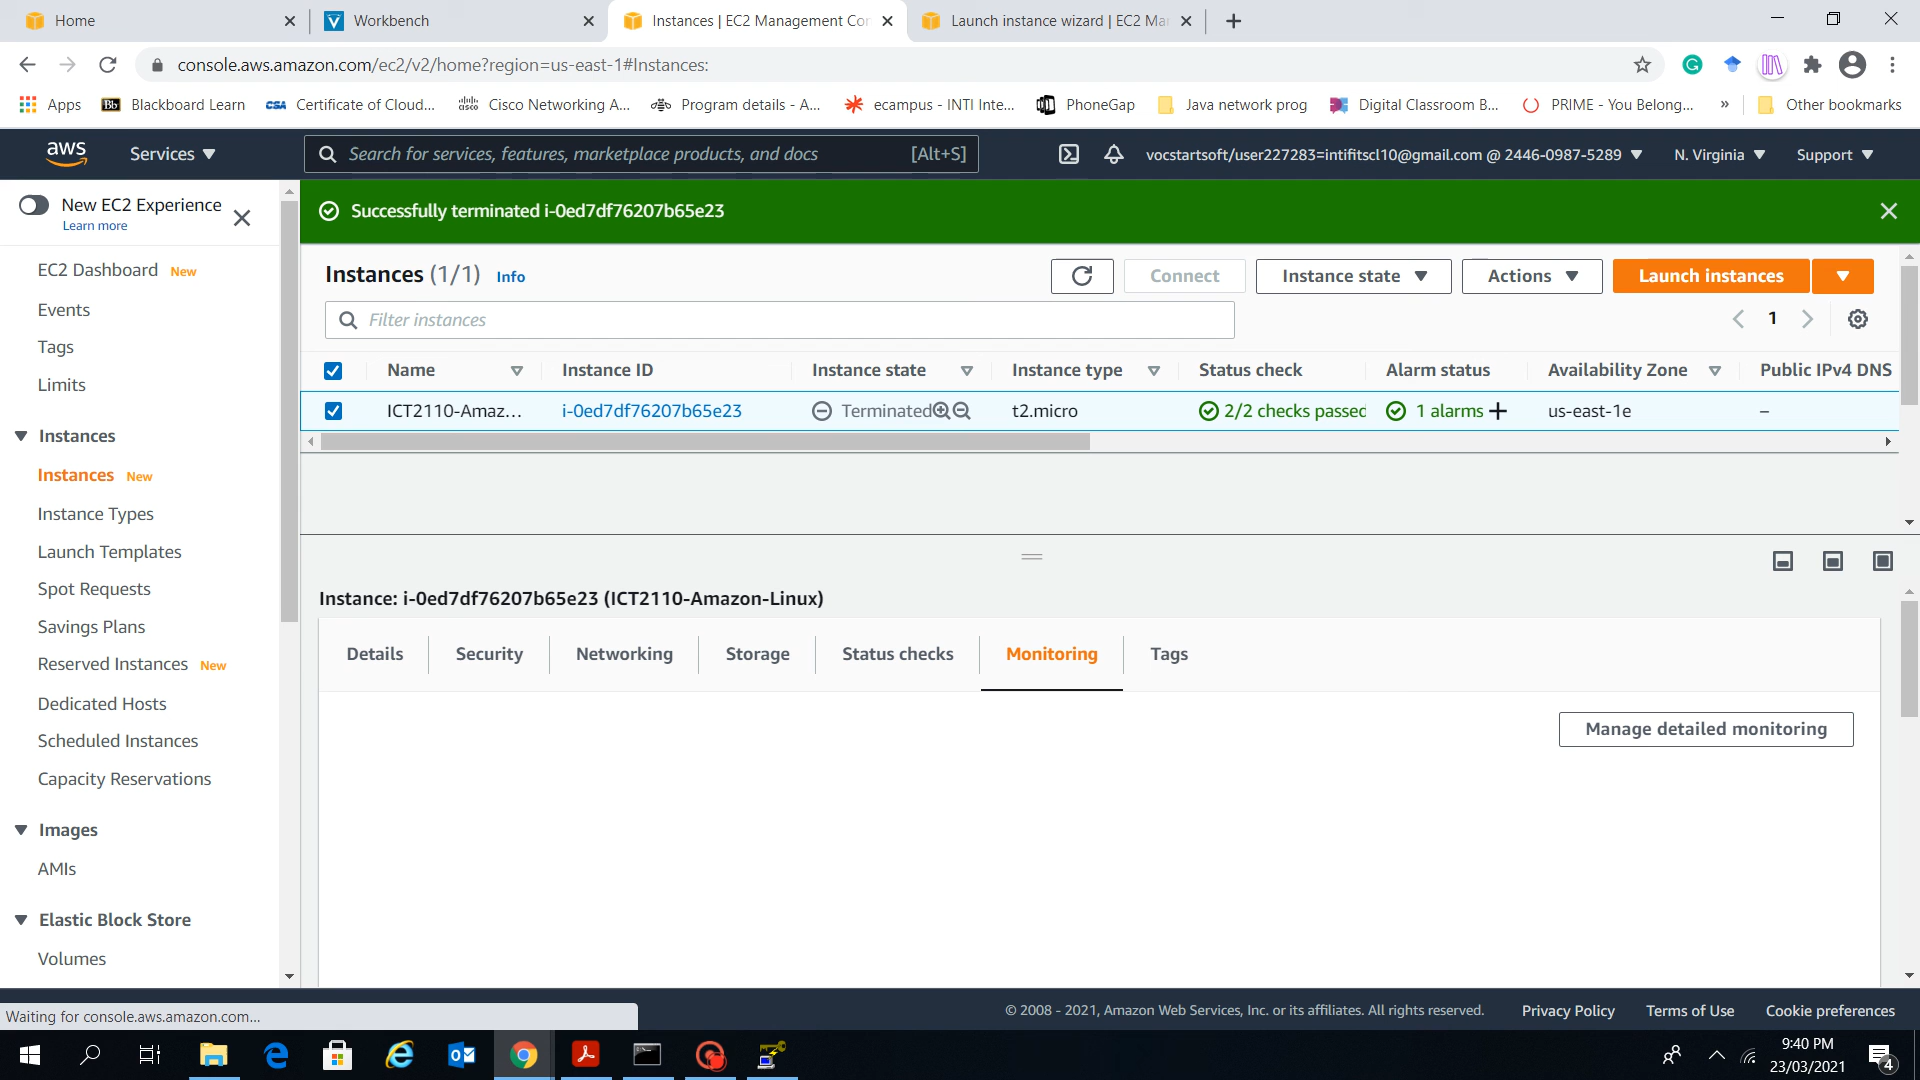 Home
Workbench
Instances | EC2 Management Con
Launch instance wizard | EC2 Ma
console.aws.amazon.com/ec2/v2/home?region=us-east-1#Instances:
Apps
Bb Blackboard Learn
CSA Certificate of Cloud...
Cisco Networking A...
Program details - A...
ecampus - INTI Inte...
PhoneGap
Java network prog
Digital Classroom B...
PRIME - You Belong...
»
Other bookmarks
aws
Services
Search for services, features, marketplace products, and docs [Alt+S]
vocstartsoft/user227283=intifitscl10@gmail.com @ 2446-0987-5289
N. Virginia
Support
New EC2 Experience
Learn more
EC2 Dashboard New
Events
Tags
Limits
Instances
Instances New
Instance Types
Launch Templates
Spot Requests
Savings Plans
Reserved Instances New
Dedicated Hosts
Scheduled Instances
Capacity Reservations
Images
AMIs
Elastic Block Store
Volumes
Successfully terminated i-0ed7df76207b65e23
Instances (1/1) Info
Connect
Instance state
Actions
Launch instances
Filter instances
1
Name Instance ID Instance state Instance type Status check Alarm status Availability Zone Public IPv4 DNS
ICT2110-Amaz... i-0ed7df76207b65e23 Terminated t2.micro 2/2 checks passed 1 alarms + us-east-1e –
Instance: i-0ed7df76207b65e23 (ICT2110-Amazon-Linux)
Details Security Networking Storage Status checks Monitoring Tags
Manage detailed monitoring
Waiting for console.aws.amazon.com...
© 2008 - 2021, Amazon Web Services, Inc. or its affiliates. All rights reserved.
Privacy Policy
Terms of Use
Cookie preferences
9:40 PM
23/03/2021
4